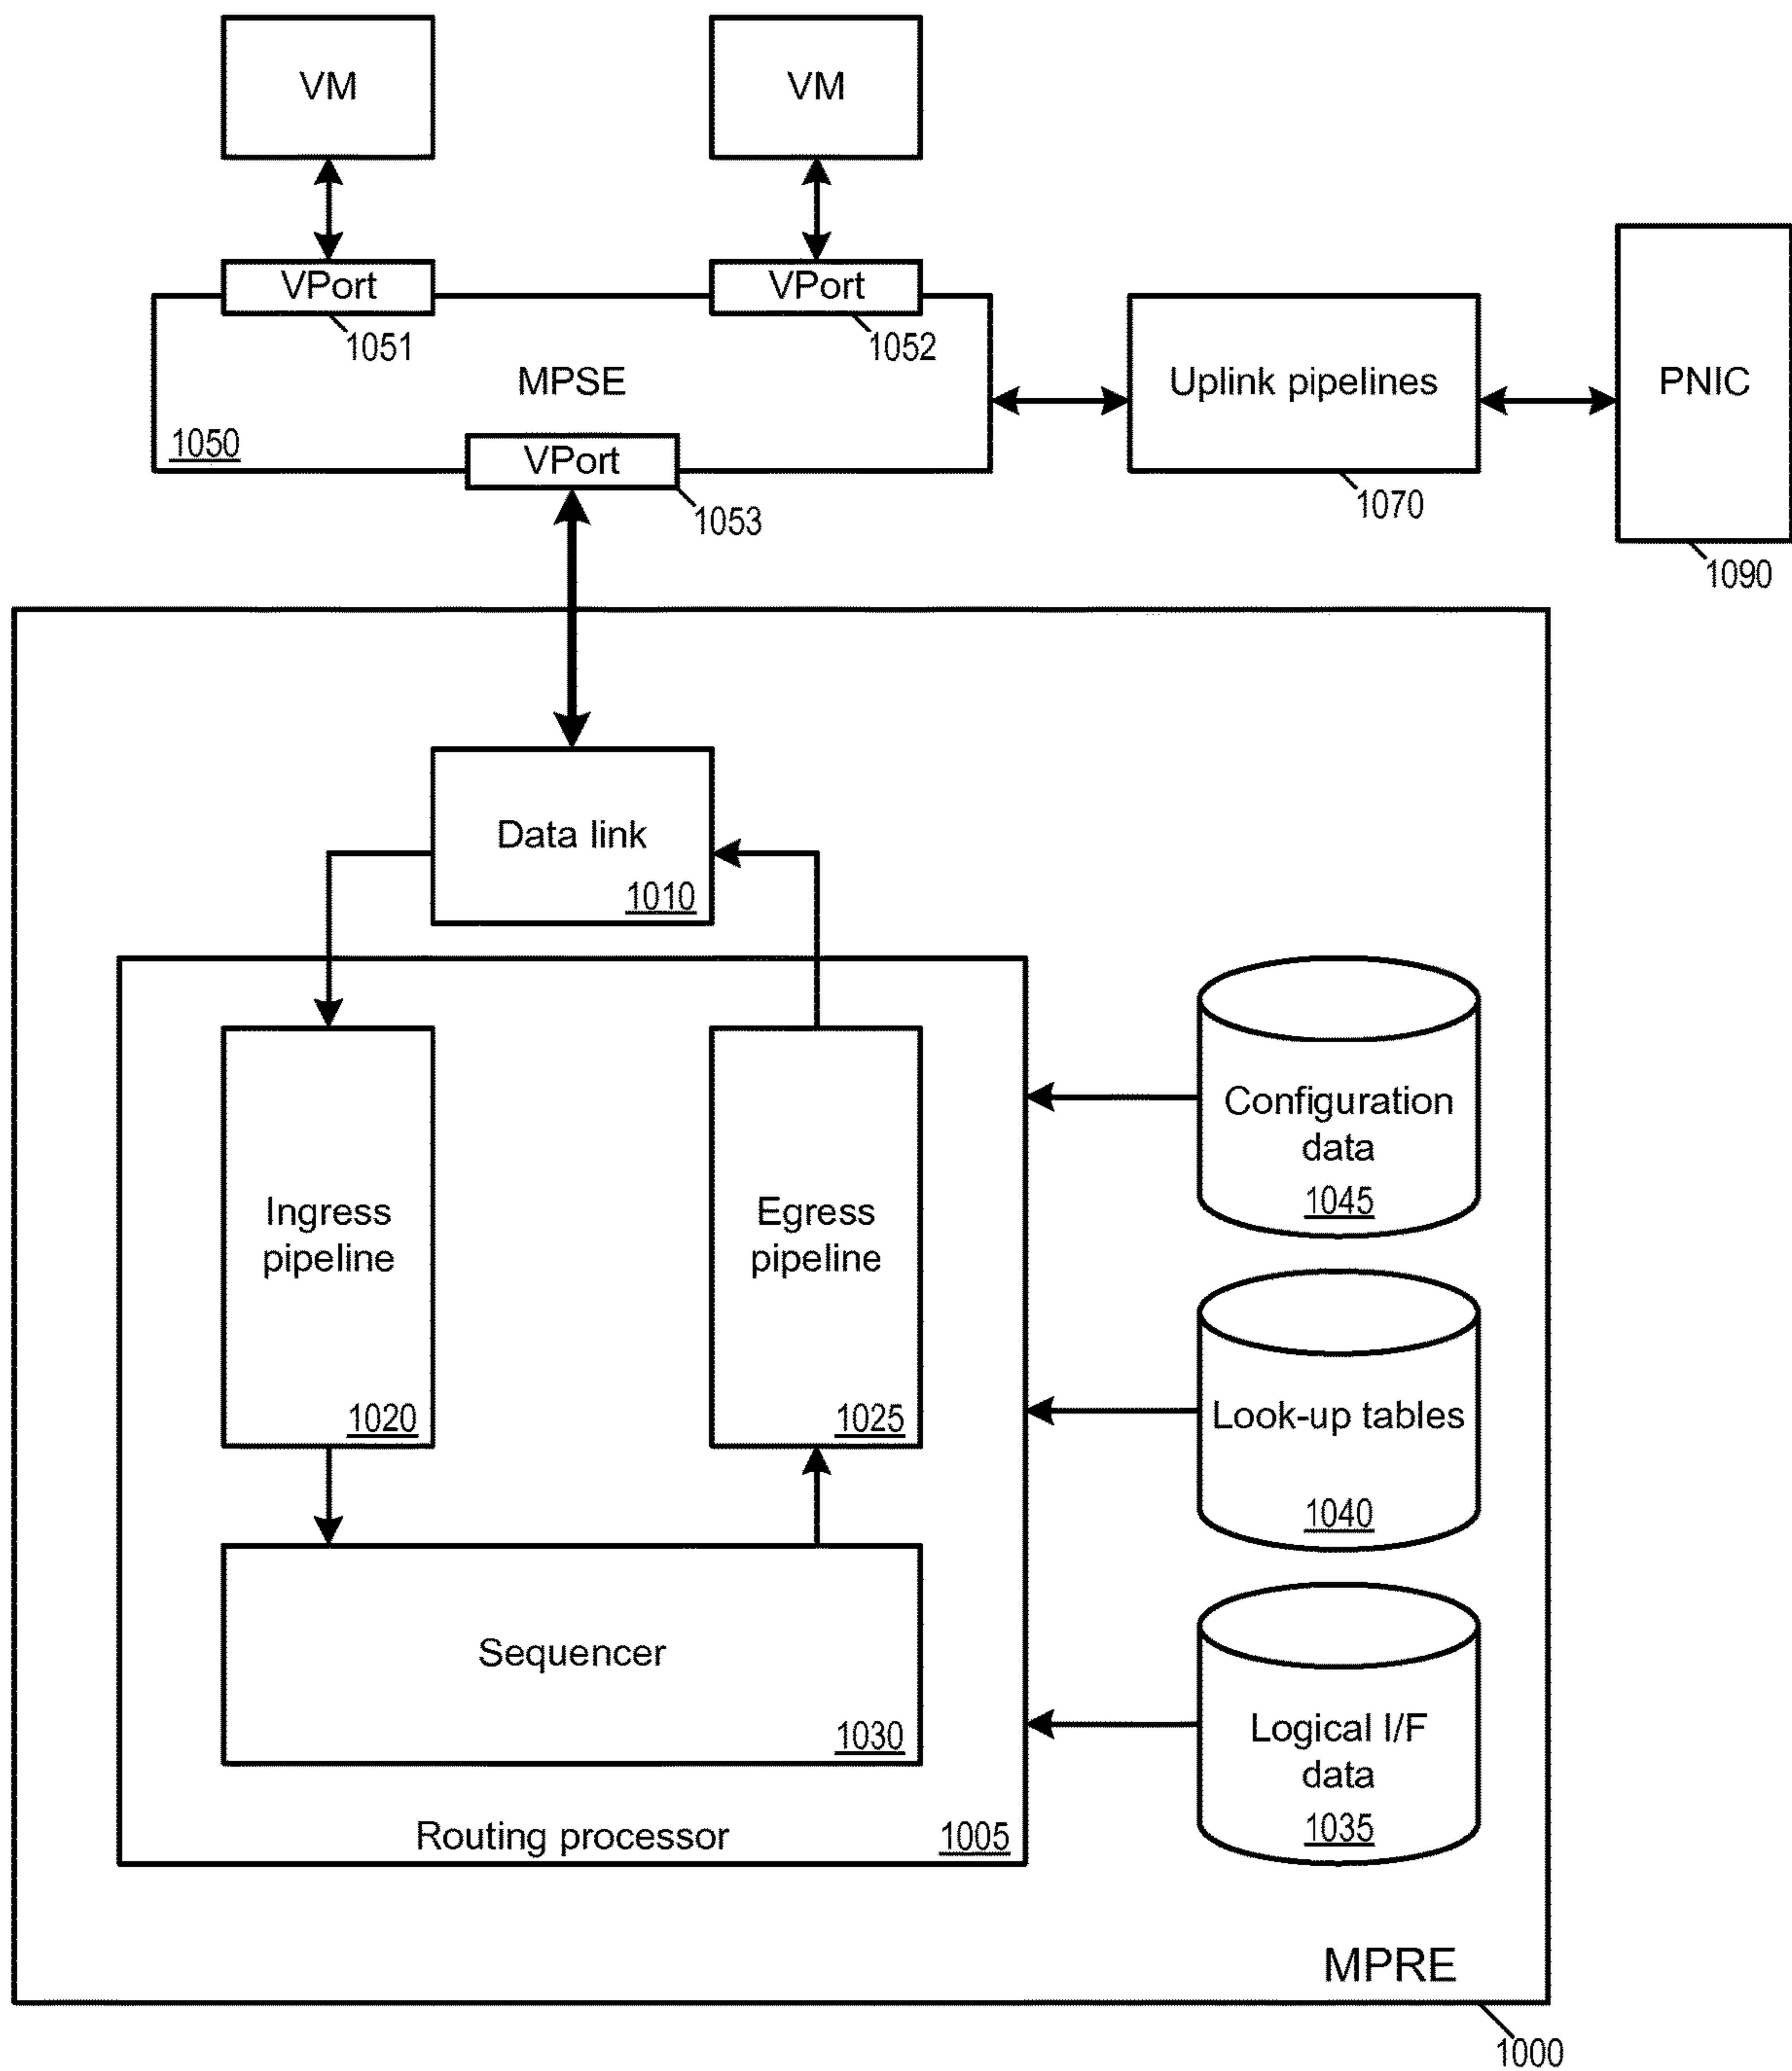 VM
VM
VPort
VPort
1051
1052
MPSE
Uplink pipelines
PNIC
1050
VPort
1053
1070
1090
Data link
1010
Configuration
data
1045
Ingress
pipeline
1020
Egress
pipeline
1025
Look-up tables
1040
Sequencer
1030
Logical I/F
data
1035
Routing processor
1005
MPRE
1000